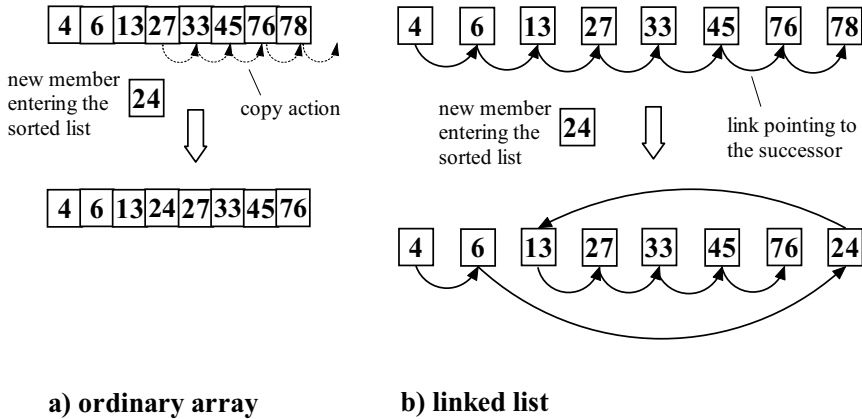 4 6 13 27 33 45 76 78
new member
entering the
sorted list
24
copy action
4 6 13 24 27 33 45 76
a) ordinary array
4 6 13 27 33 45 76 78
new member
entering the
sorted list
24
link pointing to
the successor
4 6 13 27 33 45 76 24
b) linked list